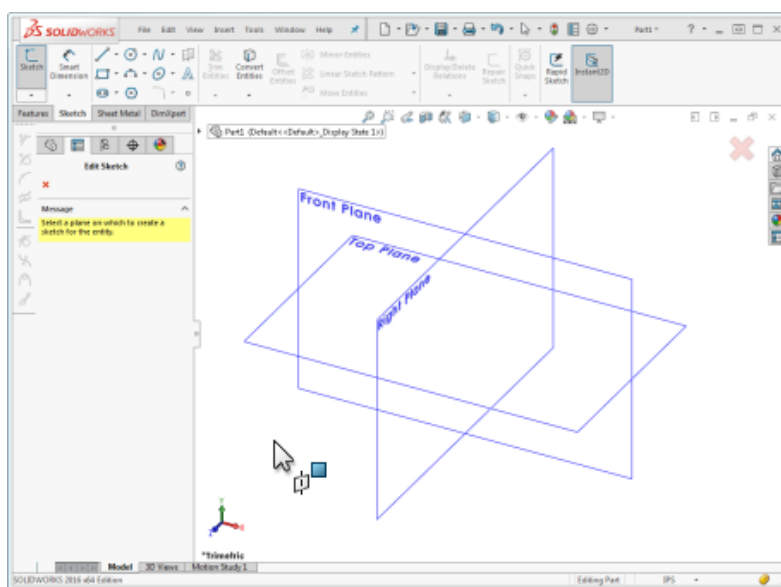 SOLIDWORKS File Edit View Insert Tools Window Help Part1 ?
Sketch Smart Dimension Trim Entities Convert Entities Offset Entities Mirror Entities Linear Sketch Pattern Move Entities Display/Delete Relations Repair Sketch Quick Snaps Rapid Sketch Instant2D
Features Sketch Sheet Metal DimXpert
Part1 (Default<<Default>_Display State 1>)
Edit Sketch
Message
Select a plane on which to create a
sketch for the entity.
Front Plane
Top Plane
Right Plane
*Trimetric
Model 3D Views Motion Study 1
SOLIDWORKS 2016 x64 Edition Editing Part IPS